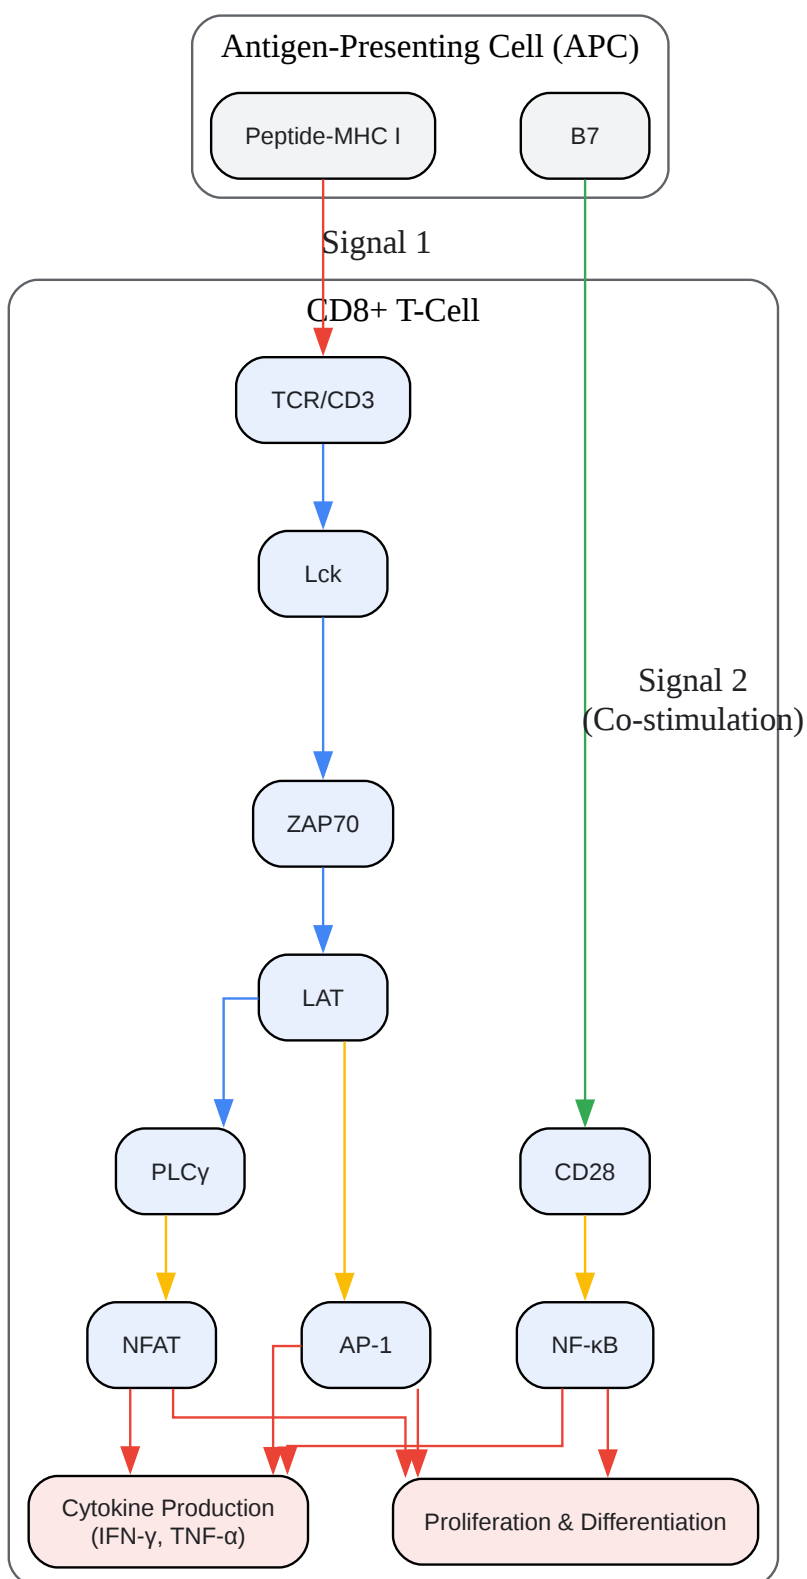 Antigen-Presenting Cell (APC)
Peptide-MHC I
B7
Signal 1
CD8+ T-Cell
TCR/CD3
Lck
Signal 2
(Co-stimulation)
ZAP70
LAT
PLCγ
CD28
NFAT
AP-1
NF-κB
Cytokine Production
(IFN-γ, TNF-α)
Proliferation & Differentiation